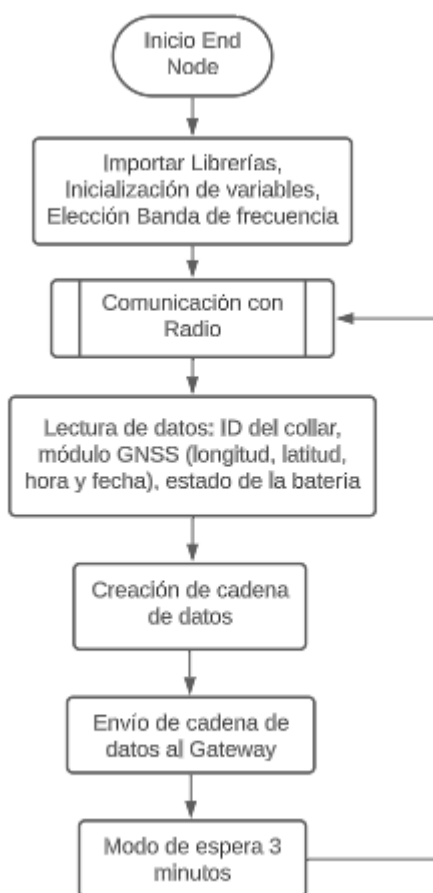 Inicio End
Node
Importar Librerías,
Inicialización de variables,
Elección Banda de frecuencia
Comunicación con
Radio
Lectura de datos: ID del collar,
módulo GNSS (longitud, latitud,
hora y fecha), estado de la bateria
Creación de cadena
de datos
Envío de cadena de
datos al Gateway
Modo de espera 3
minutos